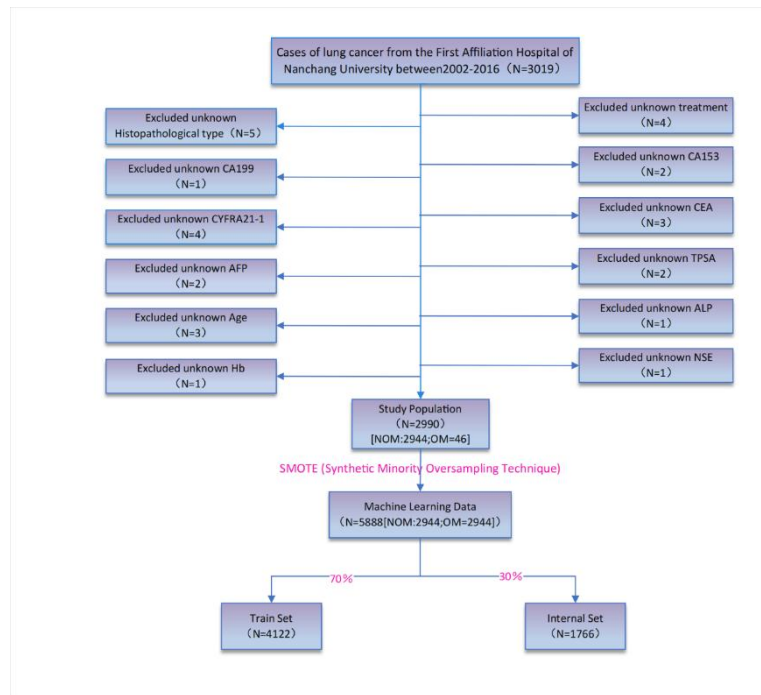 Cases of lung cancer from the First Affiliation Hospital of
Nanchang University between2002-2016（N=3019）
Excluded unknown
Histopathological type（N=5）
Excluded unknown treatment
（N=4）
Excluded unknown CA199
（N=1）
Excluded unknown CA153
（N=2）
Excluded unknown CYFRA21-1
（N=4）
Excluded unknown CEA
（N=3）
Excluded unknown AFP
（N=2）
Excluded unknown TPSA
（N=2）
Excluded unknown Age
（N=3）
Excluded unknown ALP
（N=1）
Excluded unknown Hb
（N=1）
Excluded unknown NSE
（N=1）
Study Population
（N=2990）
[NOM:2944;OM=46]
SMOTE (Synthetic Minority Oversampling Technique)
Machine Learning Data
（N=5888[NOM:2944;OM=2944]）
70%
30%
Train Set
（N=4122）
Internal Set
（N=1766）